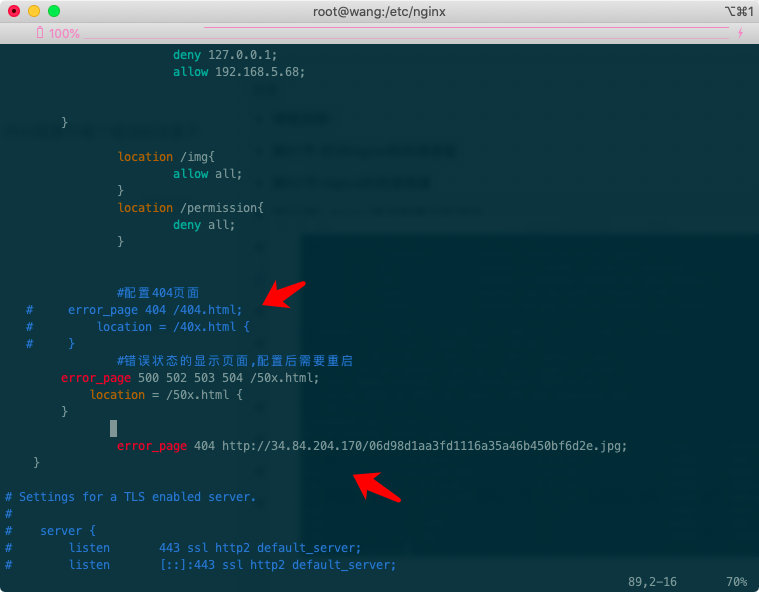 root@wang:/etc/nginx
⌥⌘1
100%
deny 127.0.0.1;
allow 192.168.5.68;
}
location /img{
allow all;
}
location /permission{
deny all;
}
#配置404页面
# error_page 404 /404.html;
# location = /40x.html {
# }
#错误状态的显示页面,配置后需要重启
error_page 500 502 503 504 /50x.html;
location = /50x.html {
}
error_page 404 http://34.84.204.170/06d98d1aa3fd1116a35a46b450bf6d2e.jpg;
}
# Settings for a TLS enabled server.
#
# server {
# listen 443 ssl http2 default_server;
# listen [::]:443 ssl http2 default_server;
89,2-16 70%